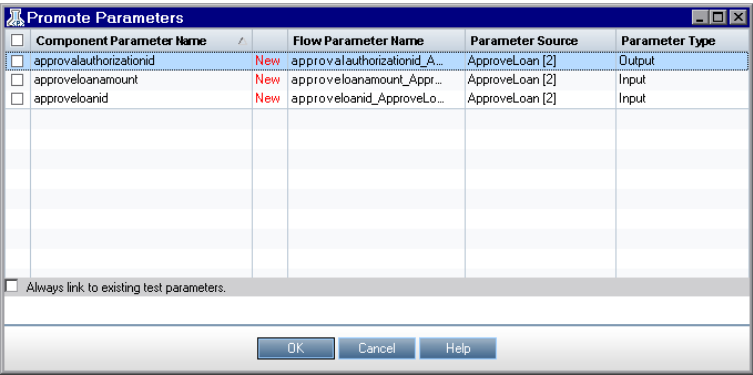 Promote Parameters
Component Parameter Name Flow Parameter Name Parameter Source Parameter Type
approvalauthorizationid New approvalauthorizationid_A... ApproveLoan [2] Output
approveloanamount New approveloanamount_Appr... ApproveLoan [2] Input
approveloanid New approveloanid_ApproveLo... ApproveLoan [2] Input
Always link to existing test parameters.
OK Cancel Help